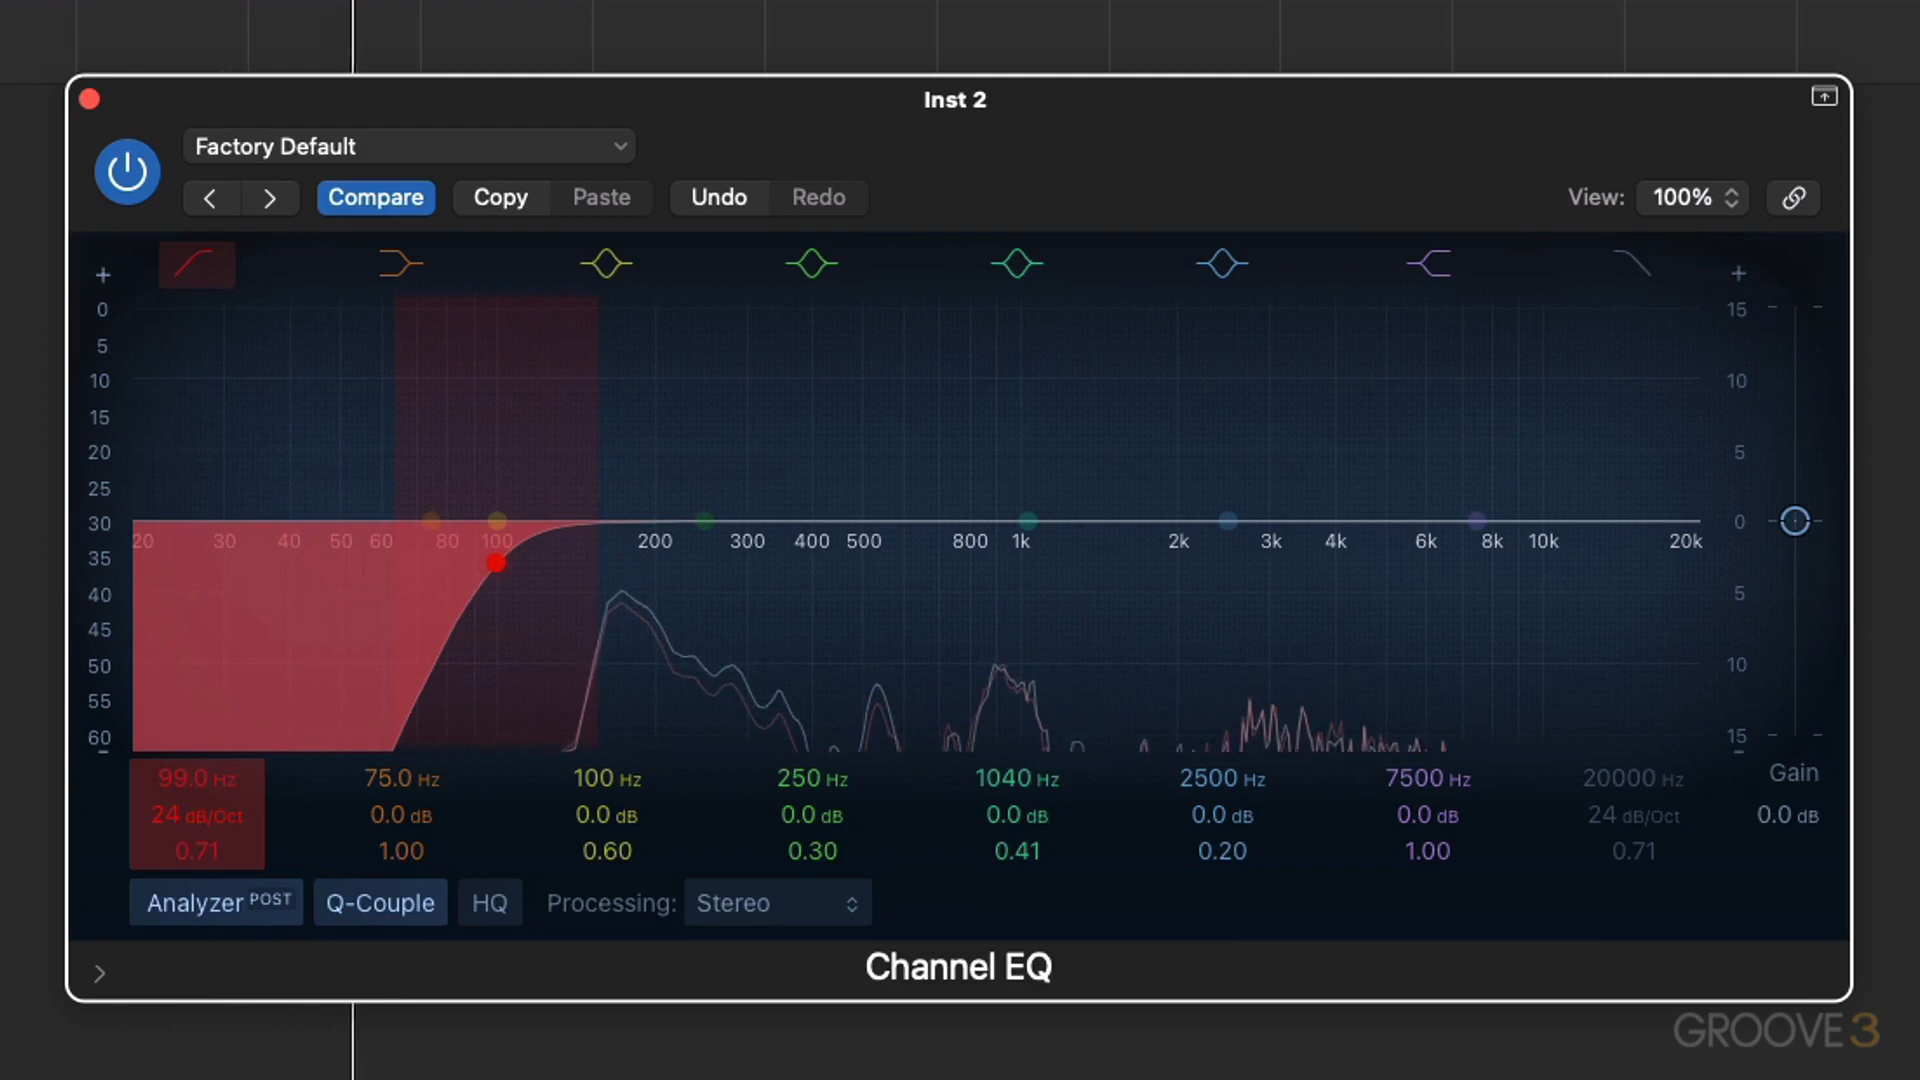 Inst 2
Factory Default
Compare Copy Paste Undo Redo View: 100%
+ +
0 15
5
10 10
15
20 5
25
30 0
20 30 40 50 60 80 100 200 300 400 500 800 1k 2k 3k 4k 6k 8k 10k 20k
35
40 5
45
50 10
55
60 15
99.0 Hz 75.0 Hz 100 Hz 250 Hz 1040 Hz 2500 Hz 7500 Hz 20000 Hz Gain
24 dB/Oct 0.0 dB 0.0 dB 0.0 dB 0.0 dB 0.0 dB 0.0 dB 24 dB/Oct 0.0 dB
0.71 1.00 0.60 0.30 0.41 0.20 1.00 0.71
Analyzer POST Q-Couple HQ Processing: Stereo
Channel EQ
GROOVE 3